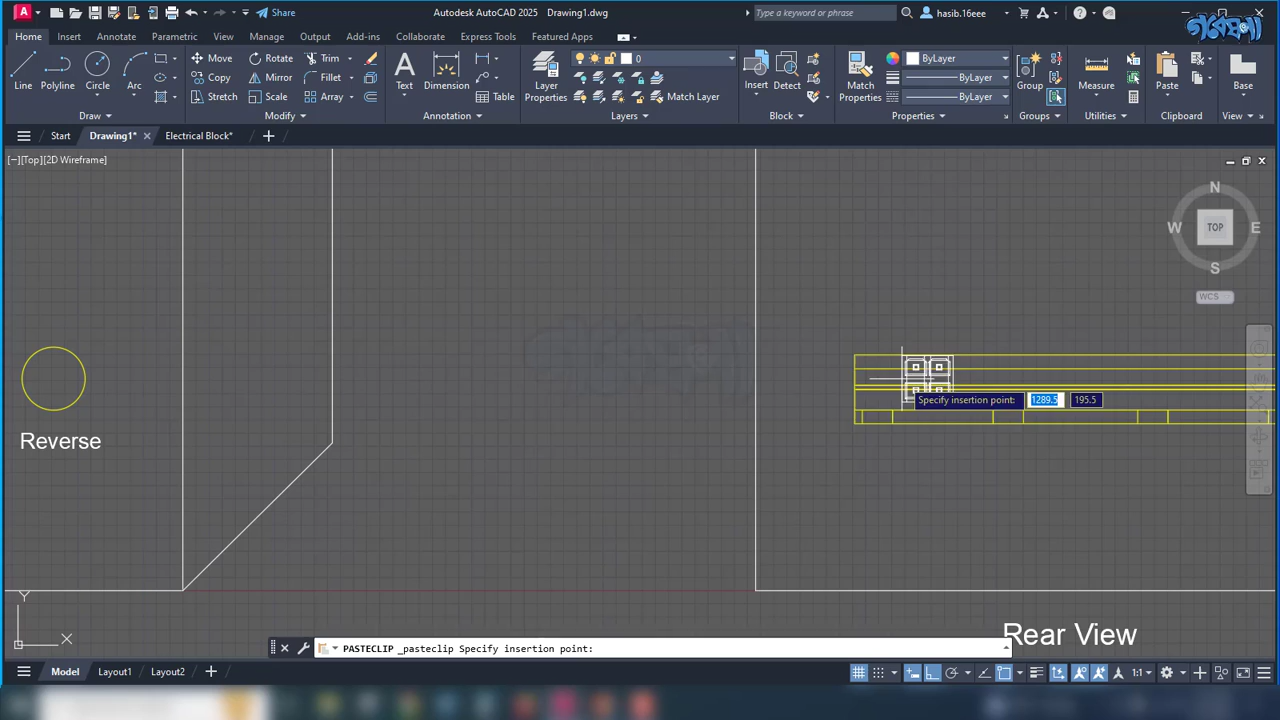 Share
Autodesk AutoCAD 2025 Drawing1.dwg
Type a keyword or phrase
hasib.16eee
গবেষণা
Home Insert Annotate Parametric View Manage Output Add-ins Collaborate Express Tools Featured Apps
Line Polyline Circle Arc
Move Rotate Trim
Copy Mirror Fillet
Stretch Scale Array
Text Dimension
Table
Layer Properties
0
Match Layer
Insert Detect
Match Properties
ByLayer
ByLayer
ByLayer
Group Measure Paste Base
Draw Modify Annotation Layers Block Properties Groups Utilities Clipboard View
Start Drawing1* Electrical Block*
[−][Top][2D Wireframe]
N
W TOP E
S
WCS
Specify insertion point: 1289.5 195.5
Reverse
Rear View
Y
X
PASTECLIP _pasteclip Specify insertion point:
Model Layout1 Layout2
1:1